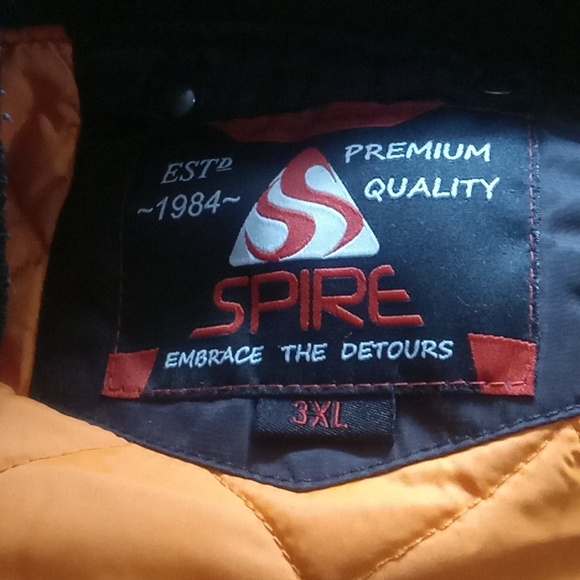 ESTD
~1984~
PREMIUM
QUALITY
SPIRE
EMBRACE THE DETOURS
3XL